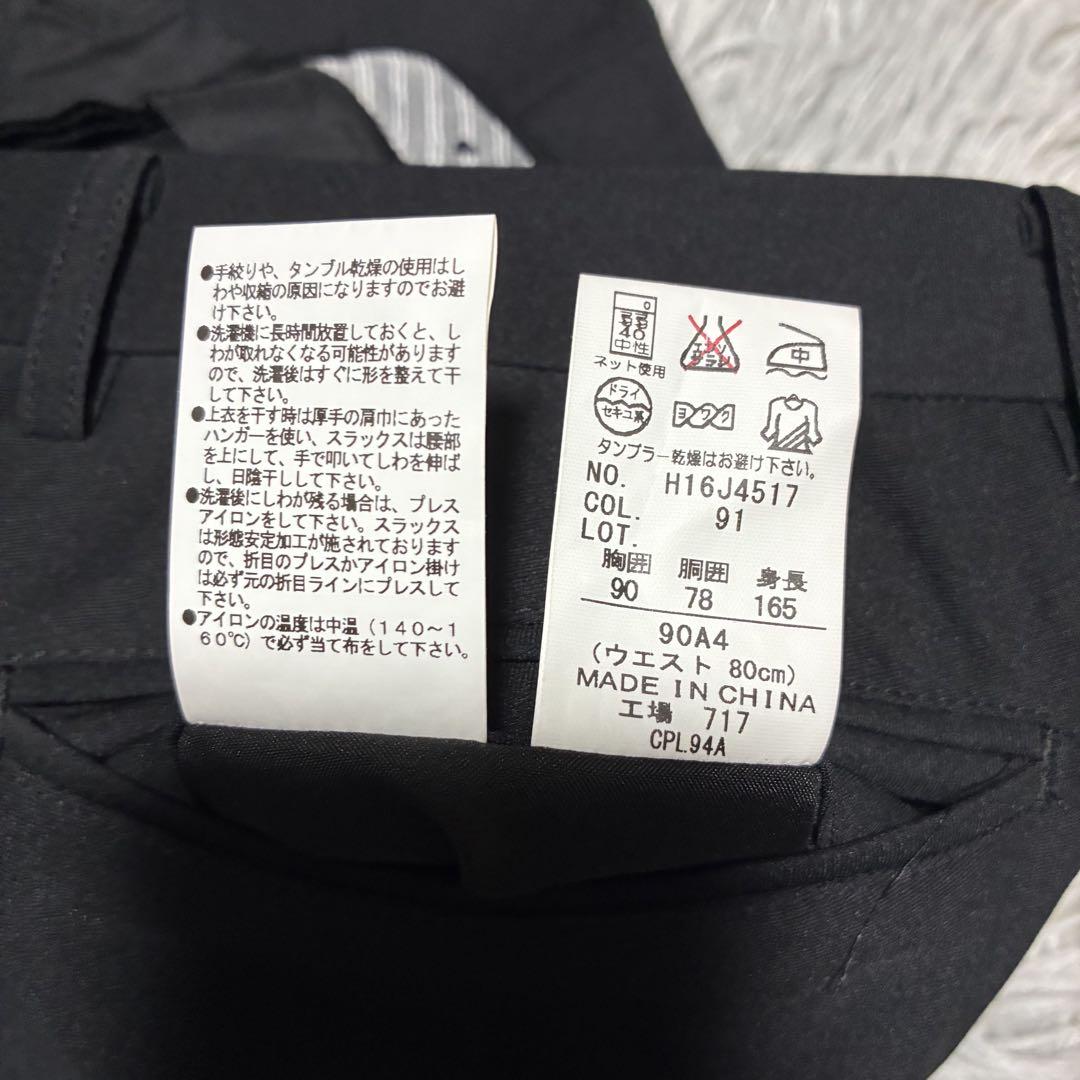 ●手絞りや、タンブル乾燥の使用はし
わや収縮の原因になりますのでお避
け下さい。
●洗濯機に長時間放置しておくと、し
わが取れなくなる可能性があります
ので、洗濯後はすぐに形を整えて干
して下さい。
●上衣を干す時は厚手の肩巾にあった
ハンガーを使い、スラックスは腰部
を上にして、手で叩いてしわを伸ば
し、日陰干しして下さい。
●洗濯後にしわが残る場合は、プレス
アイロンをして下さい。スラックス
は形態安定加工が施されております
ので、折目のプレスかアイロン掛け
は必ず元の折目ラインにプレスして
下さい。
●アイロンの温度は中温（140～1
60℃）で必ず当て布をして下さい。
弱
40
中性
ネット使用
エンソ
サラシ
中
ドライ
セキユ系
ヨワク
タンブラー乾燥はお避け下さい。
NO. H16J4517
COL. 91
LOT.
胸囲 胴囲 身長
90 78 165
90A4
(ウエスト 80cm)
MADE IN CHINA
工場 717
CPL.94A